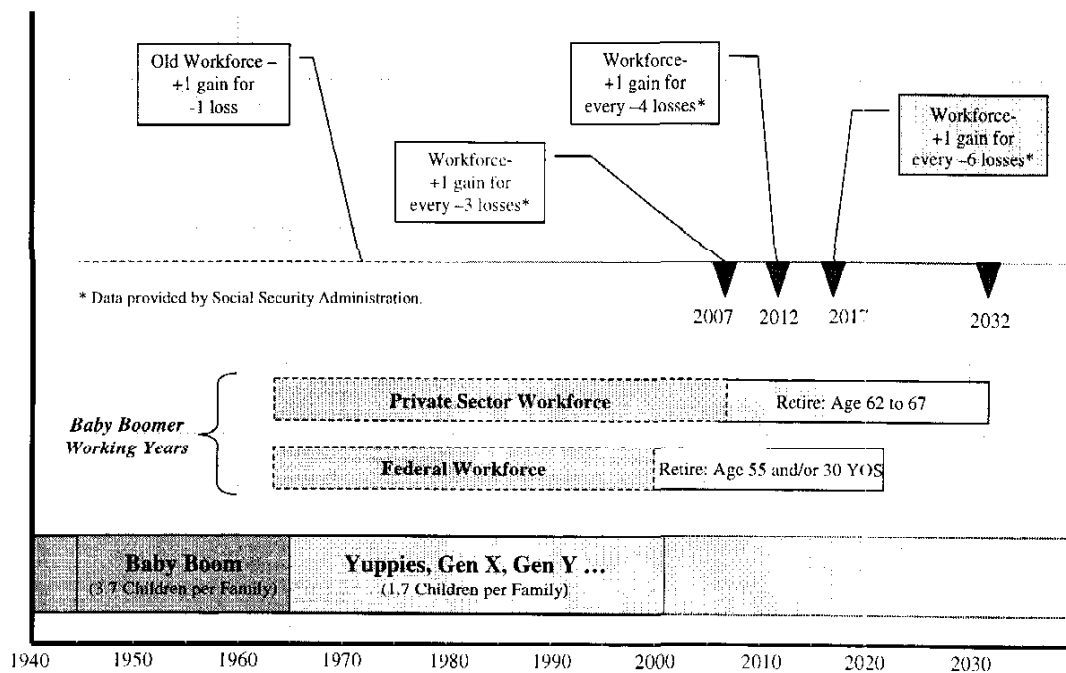 Old Workforce –
+1 gain for
-1 loss
Workforce-
+1 gain for
every –3 losses*
Workforce-
+1 gain for
every –4 losses*
Workforce-
+1 gain for
every –6 losses*
* Data provided by Social Security Administration.
2007
2012
2017
2032
Baby Boomer
Working Years
Private Sector Workforce
Retire: Age 62 to 67
Federal Workforce
Retire: Age 55 and/or 30 YOS
Baby Boom
(3.7 Children per Family)
Yuppies, Gen X, Gen Y ...
(1.7 Children per Family)
1940 1950 1960 1970 1980 1990 2000 2010 2020 2030